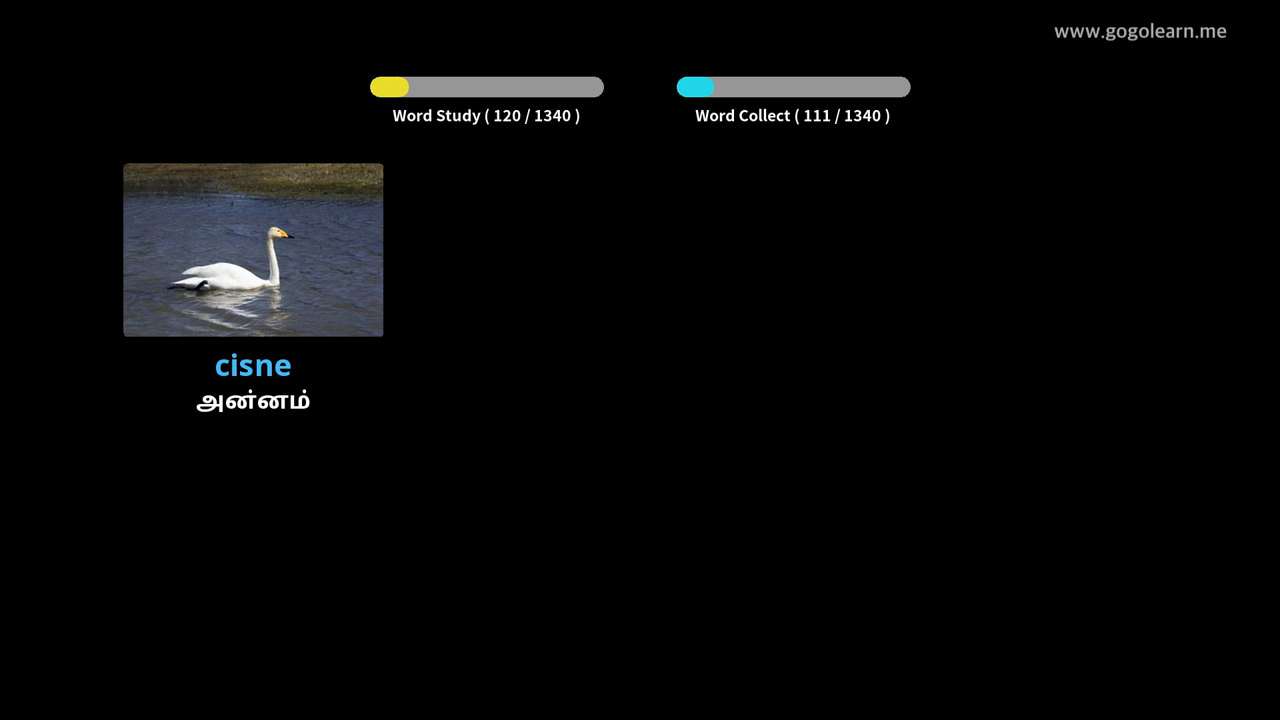 www.gogolearn.me
Word Study ( 120 / 1340 )
Word Collect ( 111 / 1340 )
cisne
அன்னம்